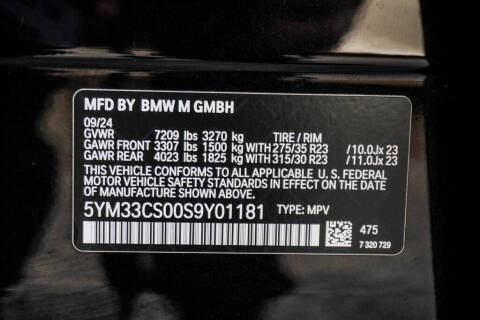 MFD BY BMW M GMBH
09/24
GVWR 7209 lbs 3270 kg TIRE / RIM
GAWR FRONT 3307 lbs 1500 kg WITH 275/35 R23 /10.0Jx 23
GAWR REAR 4023 lbs 1825 kg WITH 315/30 R23 /11.0Jx 23
THIS VEHICLE CONFORMS TO ALL APPLICABLE U. S. FEDERAL
MOTOR VEHICLE SAFETY STANDARDS IN EFFECT ON THE DATE
OF MANUFACTURE SHOWN ABOVE.
5YM33CS00S9Y01181 TYPE: MPV
475
7 320 729